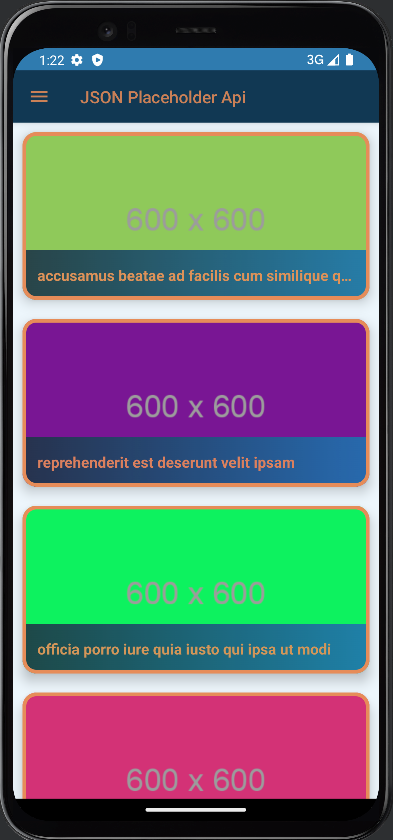 1:22
3G
JSON Placeholder Api
600 x 600
accusamus beatae ad facilis cum similique q...
600 x 600
reprehenderit est deserunt velit ipsam
600 x 600
officia porro iure quia iusto qui ipsa ut modi
600 x 600